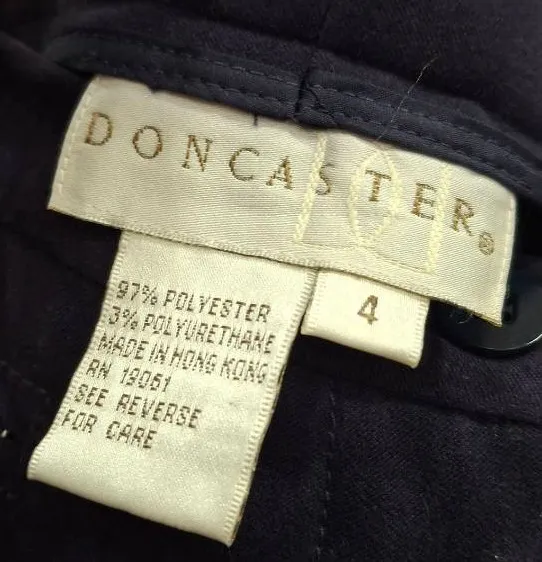 DONCASTER®
4
97% POLYESTER
3% POLYURETHANE
MADE IN HONG KONG
RN 19061
SEE REVERSE
FOR CARE